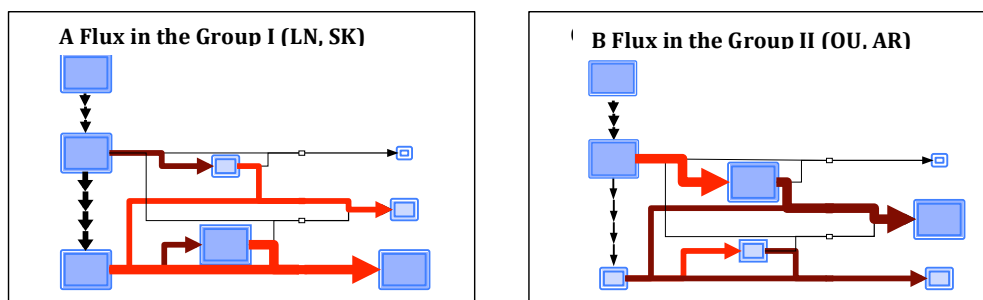 A Flux in the Group I (LN, SK)
B Flux in the Group II (OU, AR)